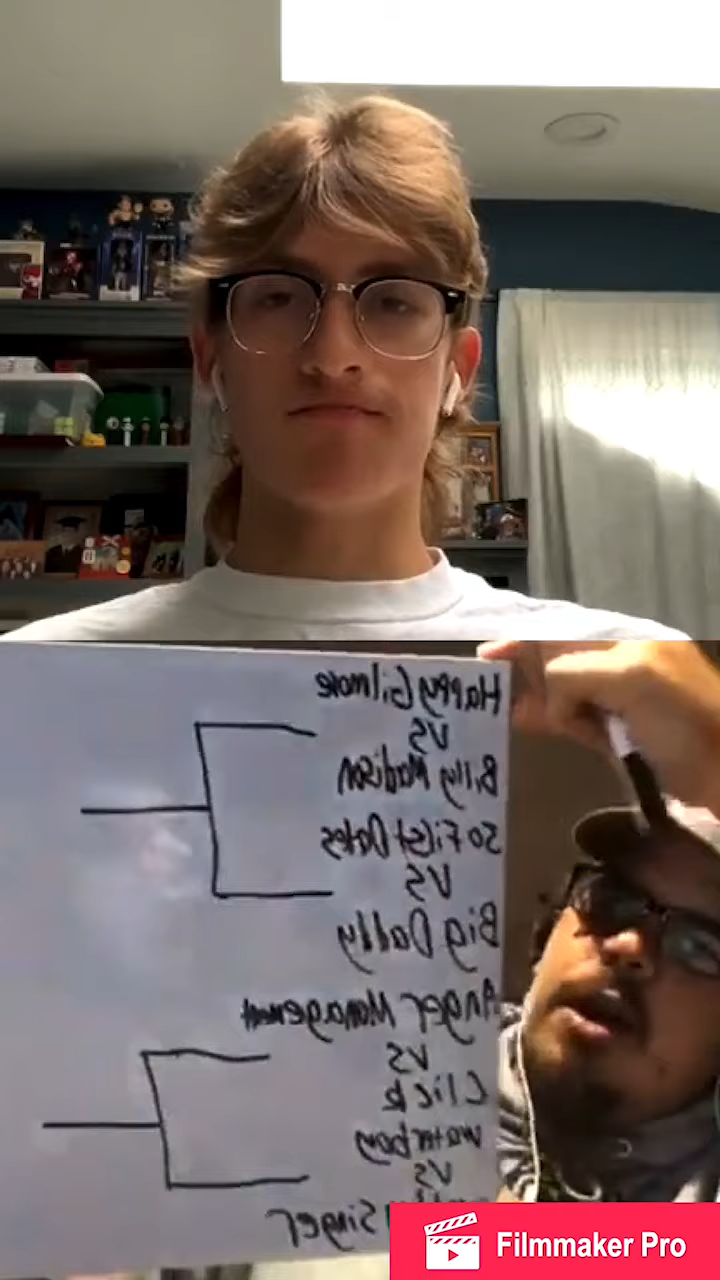 Happy Gilmore
VS
Billy Madison
50 First Dates
VS
Big Daddy
Anger Management
VS
Click
waterboy
VS
Singer
Filmmaker Pro